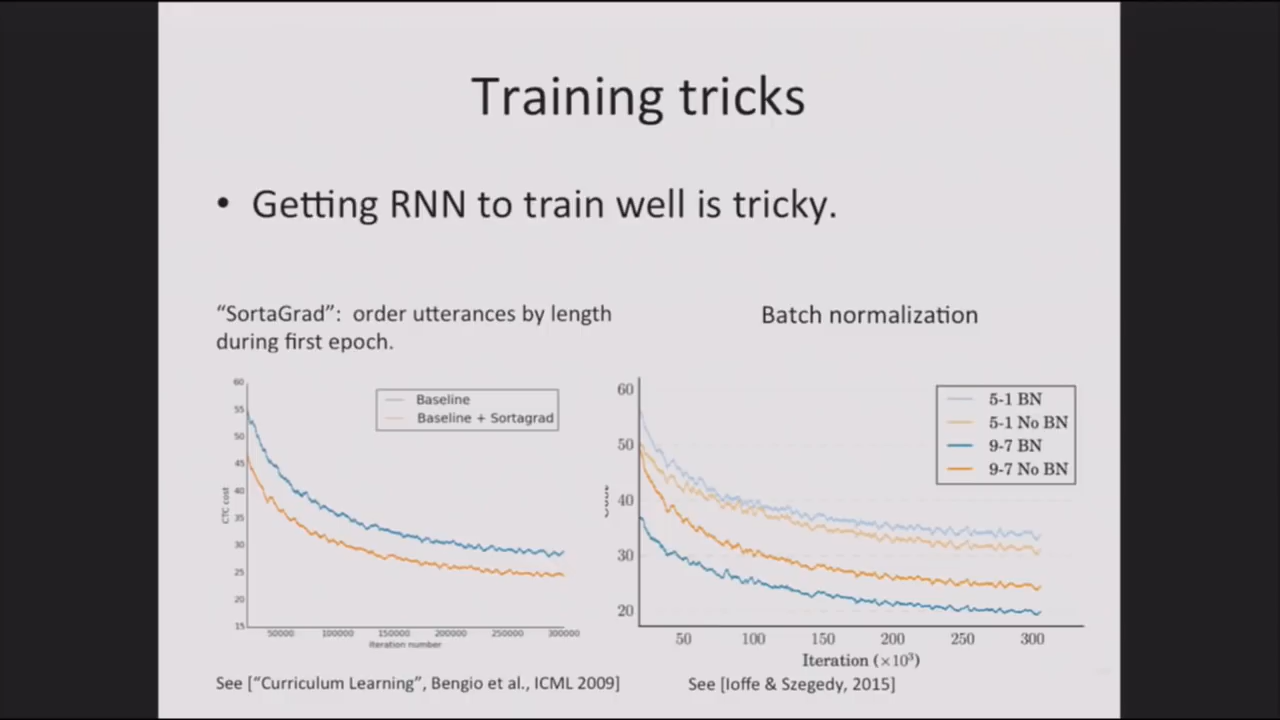 Training tricks
• Getting RNN to train well is tricky.
“SortaGrad”: order utterances by length
during first epoch.
Batch normalization
60
55
50
45
40
35
30
25
20
15
CTC cost
Baseline
Baseline + Sortagrad
50000 100000 150000 200000 250000 300000
Iteration number
60
50
40
30
20
5-1 BN
5-1 No BN
9-7 BN
9-7 No BN
50 100 150 200 250 300
Iteration (×10³)
See [“Curriculum Learning”, Bengio et al., ICML 2009]
See [Ioffe & Szegedy, 2015]